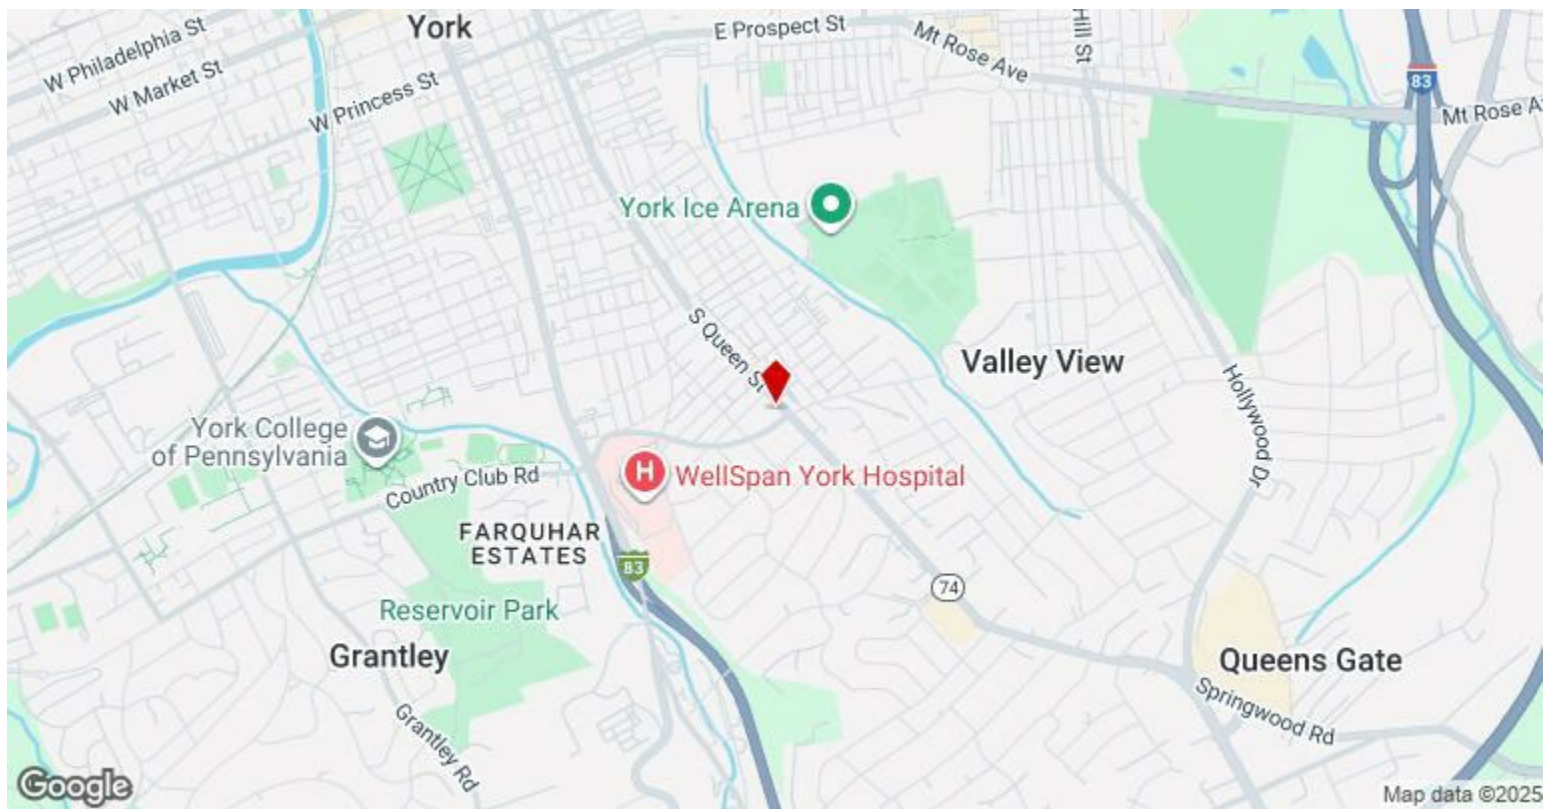 York
W Philadelphia St
W Market St
W Princess St
E Prospect St
Mt Rose Ave
Hill St
83
Mt Rose A
York Ice Arena
S Queen St
Valley View
Hollywood Dr
York College
of Pennsylvania
Country Club Rd
H
WellSpan York Hospital
FARQUHAR
ESTATES
83
74
Reservoir Park
Grantley
Queens Gate
Springwood Rd
Grantley Rd
Google
Map data ©2025